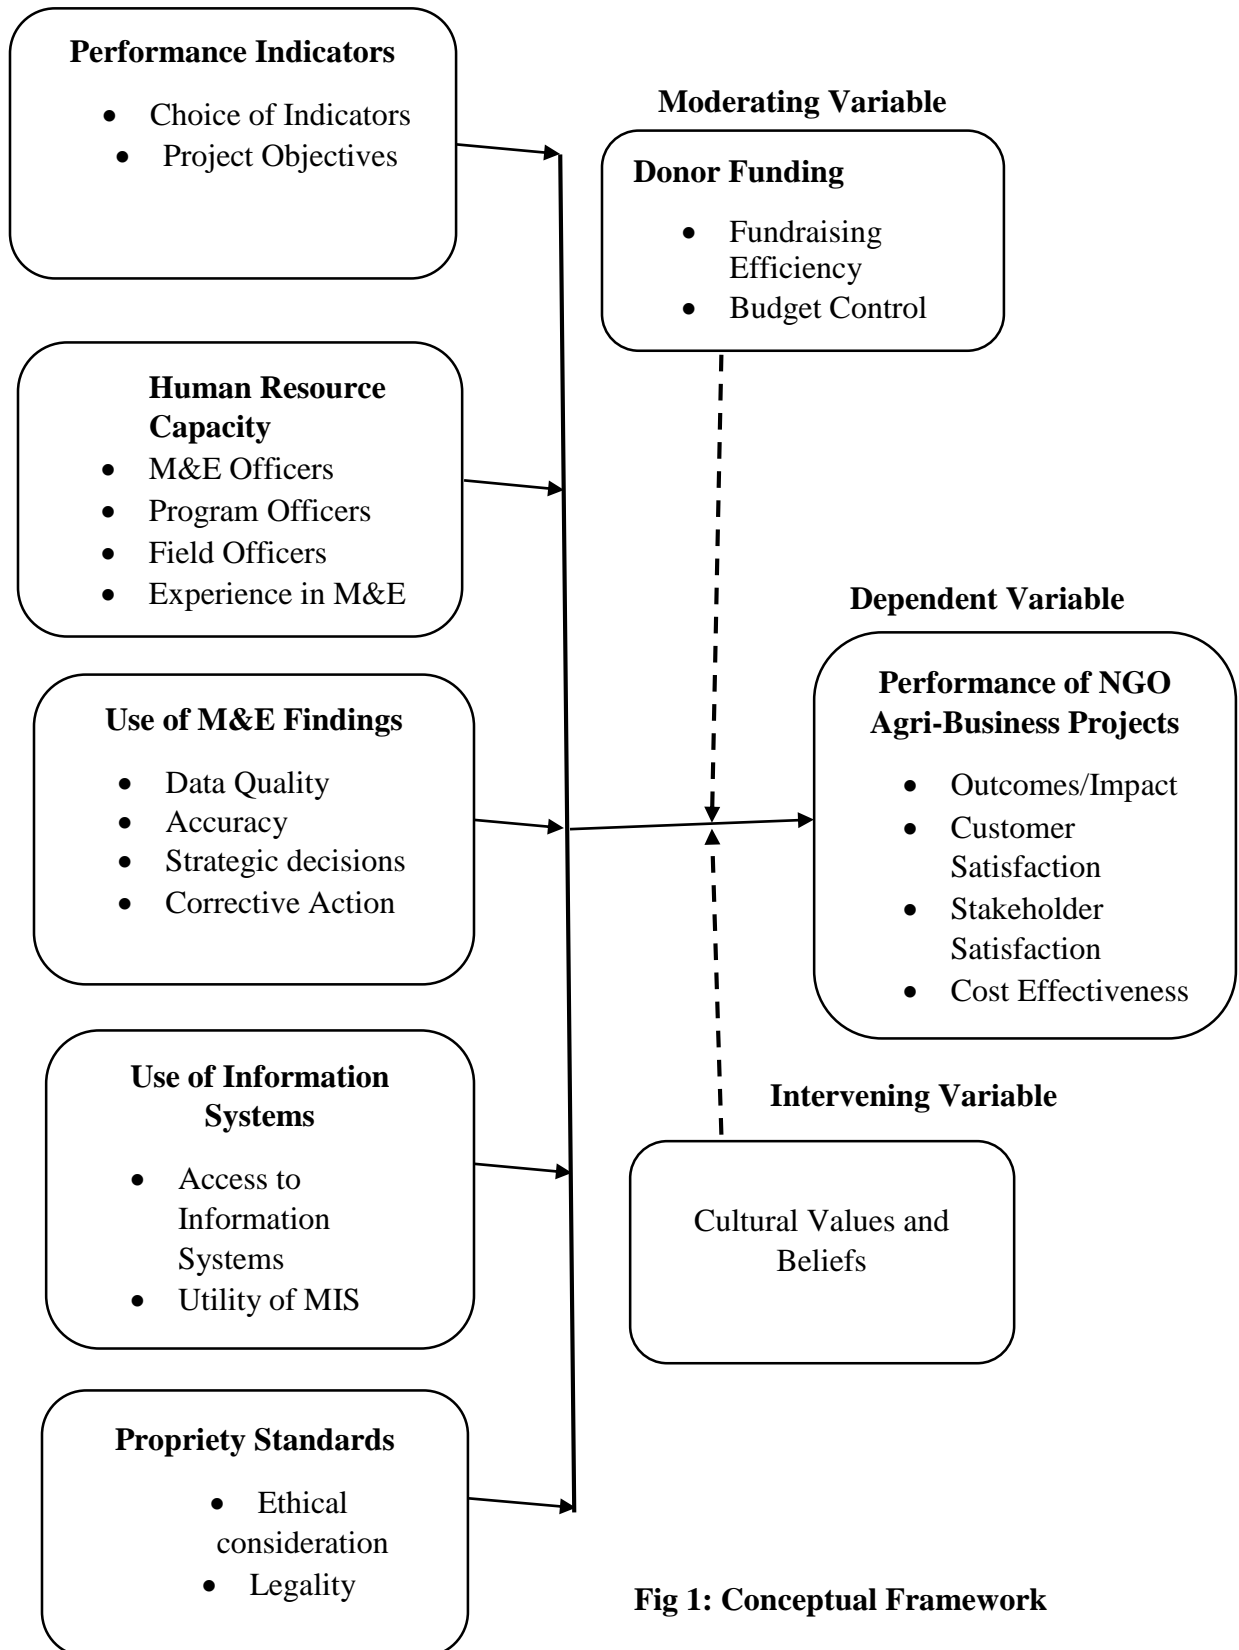 Performance Indicators
• Choice of Indicators
• Project Objectives
Human Resource
Capacity
• M&E Officers
• Program Officers
• Field Officers
• Experience in M&E
Use of M&E Findings
• Data Quality
• Accuracy
• Strategic decisions
• Corrective Action
Use of Information
Systems
• Access to
Information
Systems
• Utility of MIS
Propriety Standards
• Ethical
consideration
• Legality
Moderating Variable
Donor Funding
• Fundraising
Efficiency
• Budget Control
Dependent Variable
Performance of NGO
Agri-Business Projects
• Outcomes/Impact
• Customer
Satisfaction
• Stakeholder
Satisfaction
• Cost Effectiveness
Intervening Variable
Cultural Values and
Beliefs
Fig 1: Conceptual Framework